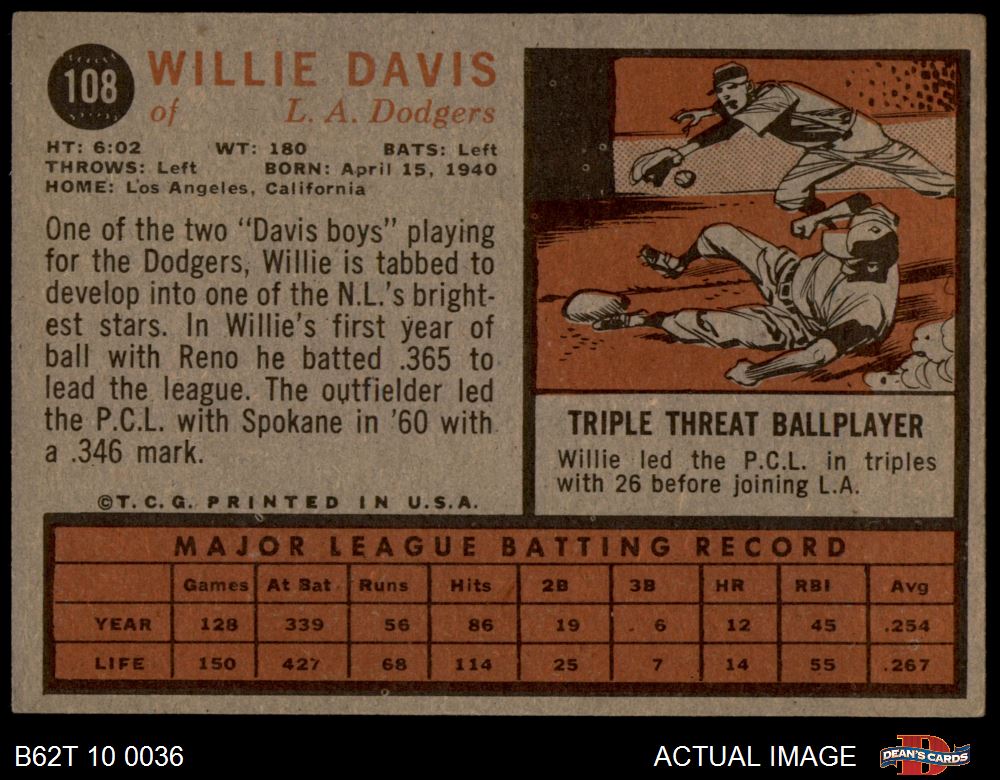 108
WILLIE DAVIS
of L. A. Dodgers
HT: 6:02 WT: 180 BATS: Left
THROWS: Left BORN: April 15, 1940
HOME: Los Angeles, California
One of the two "Davis boys" playing
for the Dodgers, Willie is tabbed to
develop into one of the N.L.'s bright-
est stars. In Willie's first year of
ball with Reno he batted .365 to
lead the league. The outfielder led
the P.C.L. with Spokane in '60 with
a .346 mark.
©T.C.G. PRINTED IN U.S.A.
TRIPLE THREAT BALLPLAYER
Willie led the P.C.L. in triples
with 26 before joining L.A.
MAJOR LEAGUE BATTING RECORD
Games At Bat Runs Hits 2B 3B HR RBI Avg
YEAR 128 339 56 86 19 6 12 45 .254
LIFE 150 427 68 114 25 7 14 55 .267
B62T 10 0036 ACTUAL IMAGE
D
DEAN'S CARDS